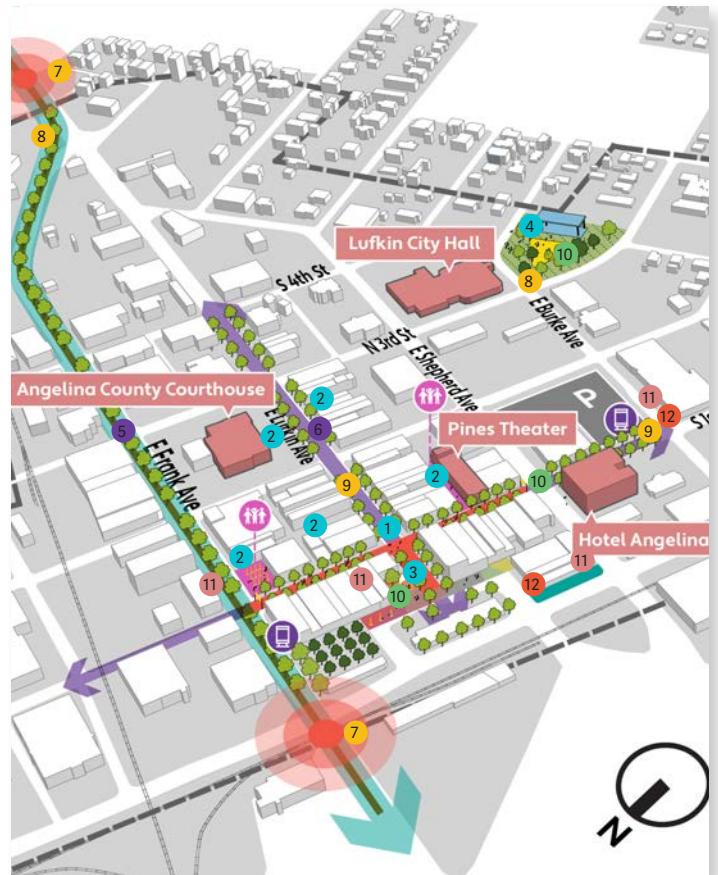 7
8
4
Lufkin City Hall
10
S 4th St
8
E Burke Ave
N 3rd St
E Shepherd Ave
Angelina County Courthouse
2
11
12
P
S 1
5
6
2
E Lufkin Ave
Pines Theater
9
E Frank Ave
9
2
10
2
1
Hotel Angelina
2
11
11
3
11
10
12
7
N